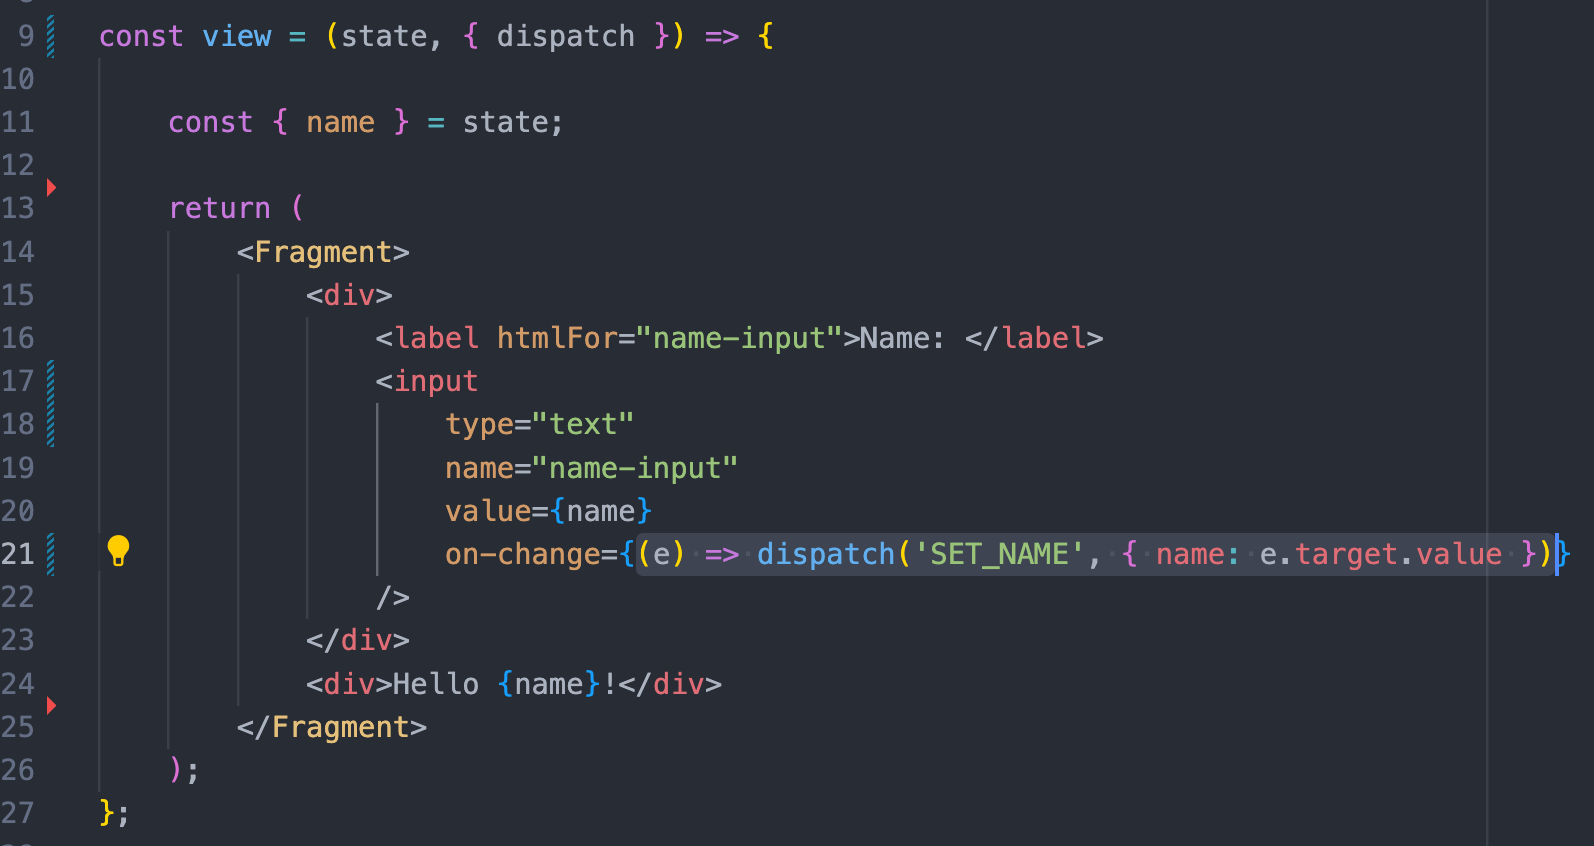 9 const view = (state, { dispatch }) => {
10
11 const { name } = state;
12
13 return (
14 <Fragment>
15 <div>
16 <label htmlFor="name-input">Name: </label>
17 <input
18 type="text"
19 name="name-input"
20 value={name}
21 on-change={(e) => dispatch('SET_NAME', { name: e.target.value })}
22 />
23 </div>
24 <div>Hello {name}!</div>
25 </Fragment>
26 );
27 };